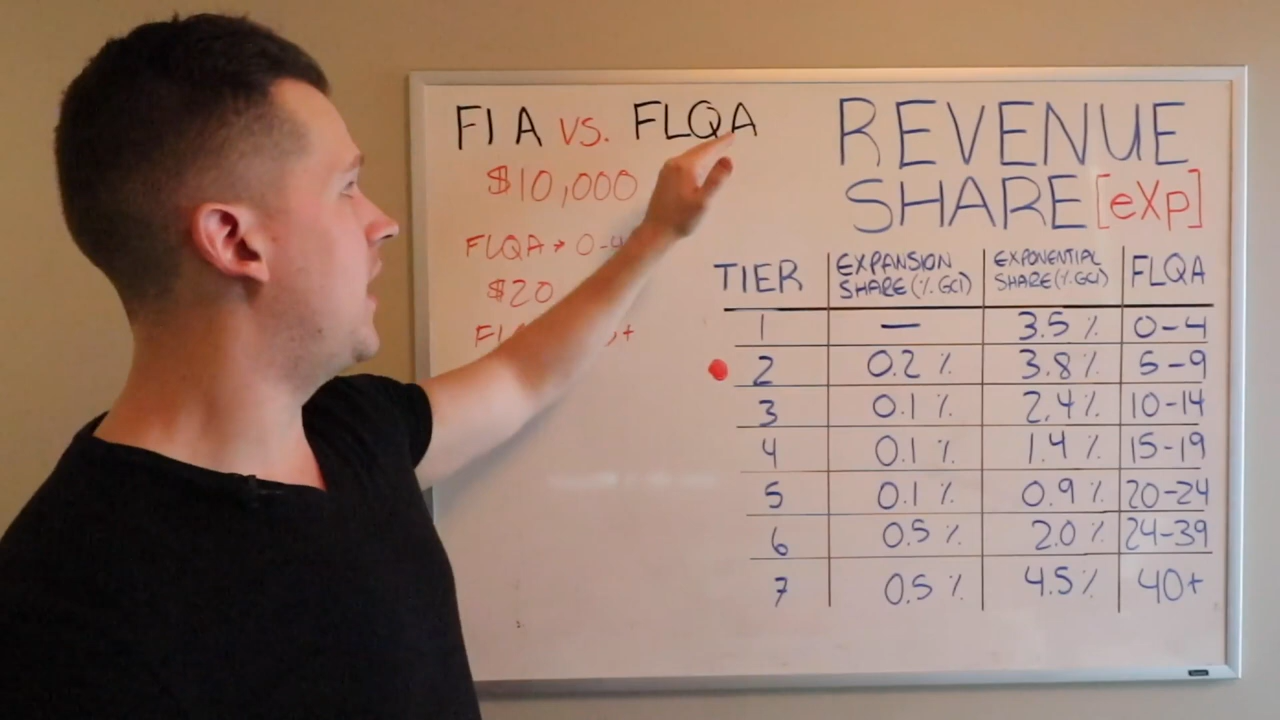 FIA VS. FLQA
$10,000
FLQA → 0-4
$20
+
REVENUE
SHARE [eXp]
TIER EXPANSION SHARE (% GCI) EXPONENTIAL SHARE (% GCI) FLQA
1 — 3.5 % 0-4
2 0.2 % 3.8 % 5-9
3 0.1 % 2.4 % 10-14
4 0.1 % 1.4 % 15-19
5 0.1 % 0.9 % 20-24
6 0.5 % 2.0 % 24-39
7 0.5 % 4.5 % 40+